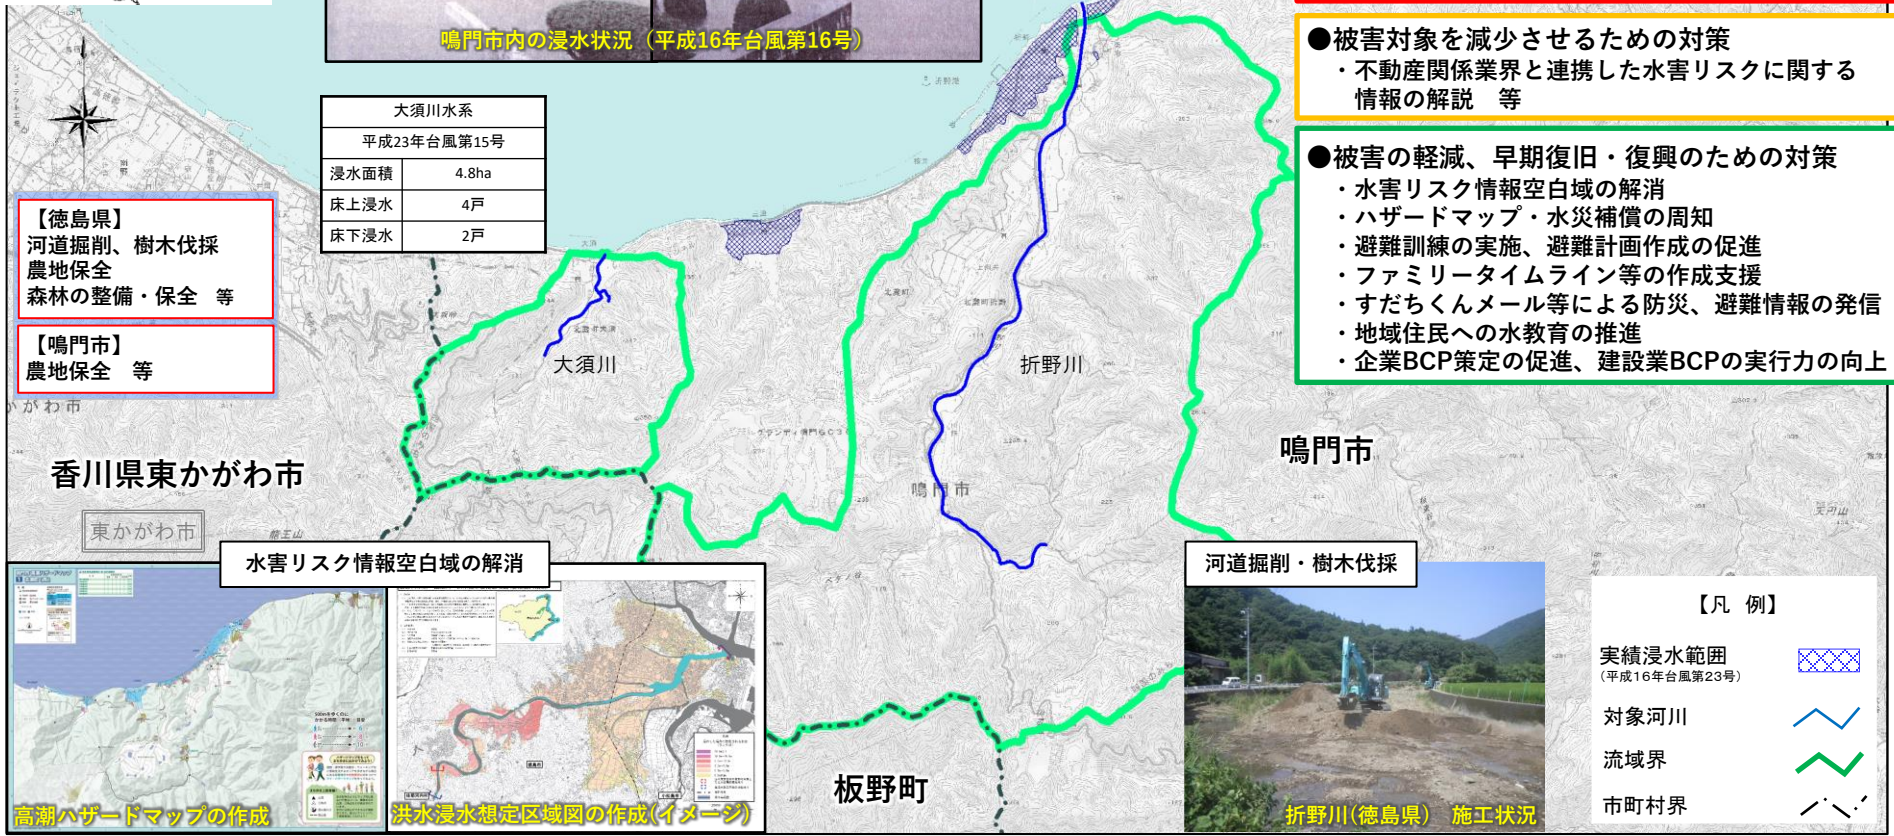 鳴門市内の浸水状況（平成16年台風第16号）
●被害対象を減少させるための対策
・不動産関係業界と連携した水害リスクに関する
情報の解説　等
●被害の軽減、早期復旧・復興のための対策
・水害リスク情報空白域の解消
・ハザードマップ・水災補償の周知
・避難訓練の実施、避難計画作成の促進
・ファミリータイムライン等の作成支援
・すだちくんメール等による防災、避難情報の発信
・地域住民への水教育の推進
・企業BCP策定の促進、建設業BCPの実行力の向上
大須川水系
平成23年台風第15号
浸水面積 4.8ha
床上浸水 4戸
床下浸水 2戸
【徳島県】
河道掘削、樹木伐採
農地保全
森林の整備・保全　等
【鳴門市】
農地保全　等
大須川
折野川
香川県東かがわ市
東かがわ市
鳴門市
鳴門市
板野町
水害リスク情報空白域の解消
高潮ハザードマップの作成
洪水浸水想定区域図の作成(イメージ)
河道掘削・樹木伐採
折野川(徳島県)　施工状況
【凡 例】
実績浸水範囲
(平成16年台風第23号)
対象河川
流域界
市町村界